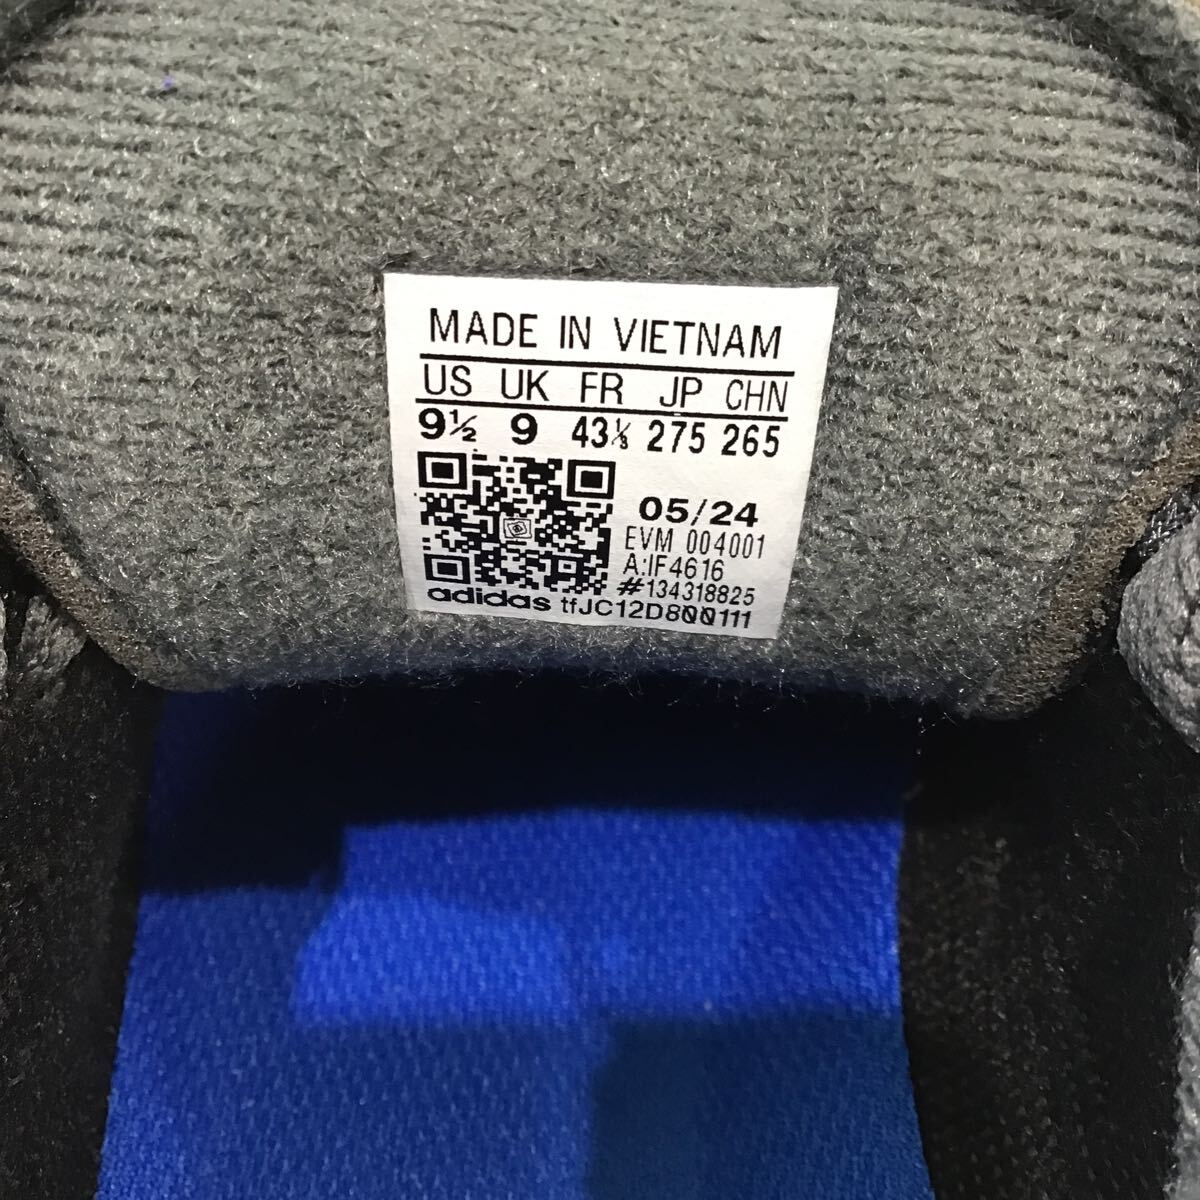 MADE IN VIETNAM
US UK FR JP CHN
9½ 9 43⅓ 275 265
05/24
EVM 004001
A:IF4616
#134318825
adidas tfJC12D800111